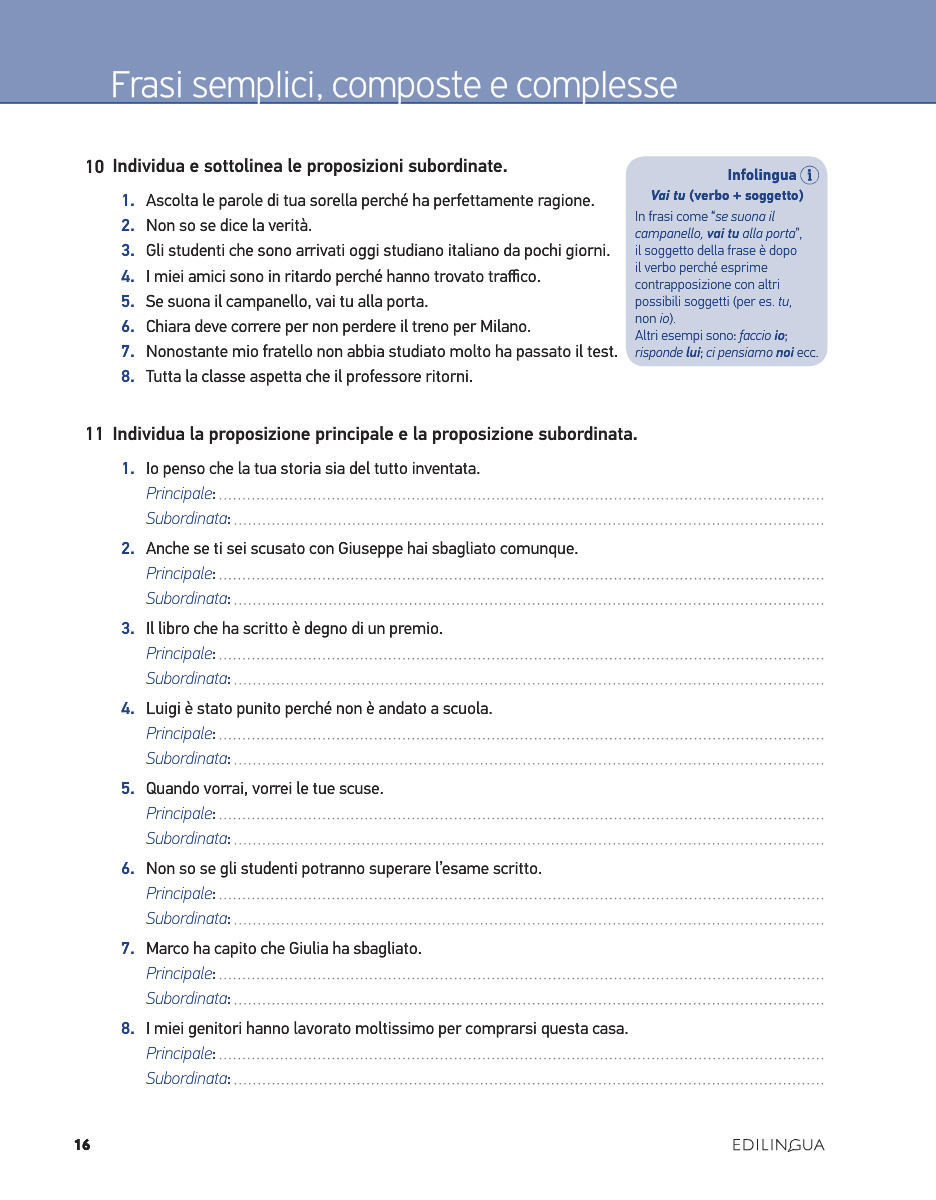 Frasi semplici, composte e complesse
10 Individua e sottolinea le proposizioni subordinate.
1. Ascolta le parole di tua sorella perché ha perfettamente ragione.
2. Non so se dice la verità.
3. Gli studenti che sono arrivati oggi studiano italiano da pochi giorni.
4. I miei amici sono in ritardo perché hanno trovato traffico.
5. Se suona il campanello, vai tu alla porta.
6. Chiara deve correre per non perdere il treno per Milano.
7. Nonostante mio fratello non abbia studiato molto ha passato il test.
8. Tutta la classe aspetta che il professore ritorni.
Infolingua i
Vai tu (verbo + soggetto)
In frasi come “se suona il
campanello, vai tu alla porta”,
il soggetto della frase è dopo
il verbo perché esprime
contrapposizione con altri
possibili soggetti (per es. tu,
non io).
Altri esempi sono: faccio io;
risponde lui; ci pensiamo noi ecc.
11 Individua la proposizione principale e la proposizione subordinata.
1. Io penso che la tua storia sia del tutto inventata.
Principale:
Subordinata:
2. Anche se ti sei scusato con Giuseppe hai sbagliato comunque.
Principale:
Subordinata:
3. Il libro che ha scritto è degno di un premio.
Principale:
Subordinata:
4. Luigi è stato punito perché non è andato a scuola.
Principale:
Subordinata:
5. Quando vorrai, vorrei le tue scuse.
Principale:
Subordinata:
6. Non so se gli studenti potranno superare l’esame scritto.
Principale:
Subordinata:
7. Marco ha capito che Giulia ha sbagliato.
Principale:
Subordinata:
8. I miei genitori hanno lavorato moltissimo per comprarsi questa casa.
Principale:
Subordinata:
16
EDILINGUA